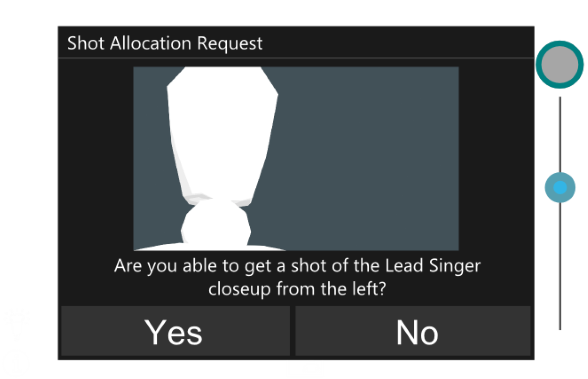 Shot Allocation Request
Are you able to get a shot of the Lead Singer
closeup from the left?
Yes
No